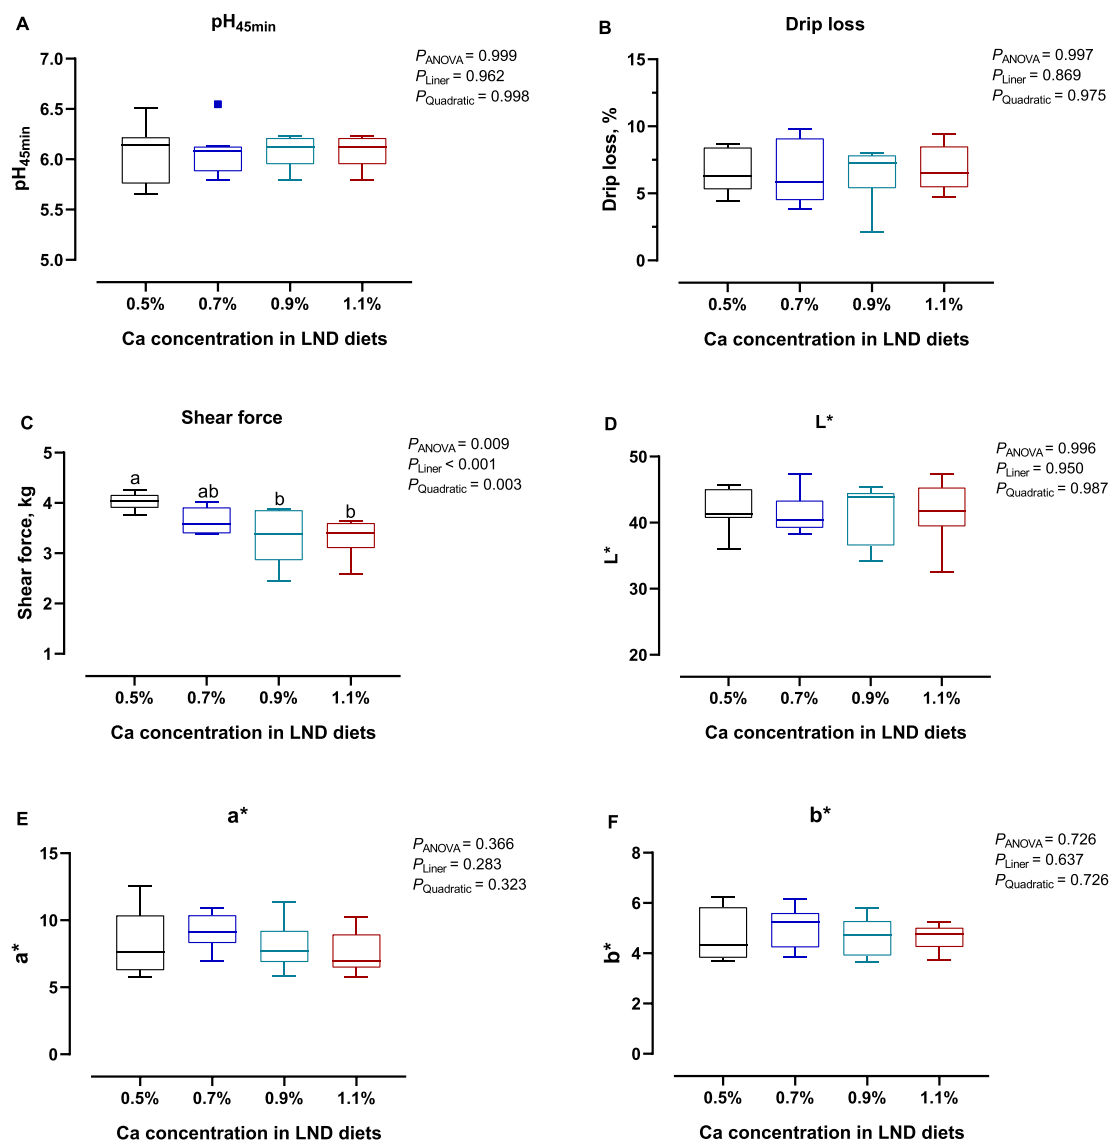 A
pH45min
PANOVA = 0.999
PLiner = 0.962
PQuadratic = 0.998
7.0
6.5
6.0
5.5
5.0
pH45min
0.5% 0.7% 0.9% 1.1%
Ca concentration in LND diets
B
Drip loss
PANOVA = 0.997
PLiner = 0.869
PQuadratic = 0.975
15
10
5
0
Drip loss, %
0.5% 0.7% 0.9% 1.1%
Ca concentration in LND diets
C
Shear force
PANOVA = 0.009
PLiner < 0.001
PQuadratic = 0.003
5
4
3
2
1
Shear force, kg
a ab b b
0.5% 0.7% 0.9% 1.1%
Ca concentration in LND diets
D
L*
PANOVA = 0.996
PLiner = 0.950
PQuadratic = 0.987
50
40
30
20
L*
0.5% 0.7% 0.9% 1.1%
Ca concentration in LND diets
E
a*
PANOVA = 0.366
PLiner = 0.283
PQuadratic = 0.323
15
10
5
0
a*
0.5% 0.7% 0.9% 1.1%
Ca concentration in LND diets
F
b*
PANOVA = 0.726
PLiner = 0.637
PQuadratic = 0.726
8
6
4
2
0
b*
0.5% 0.7% 0.9% 1.1%
Ca concentration in LND diets